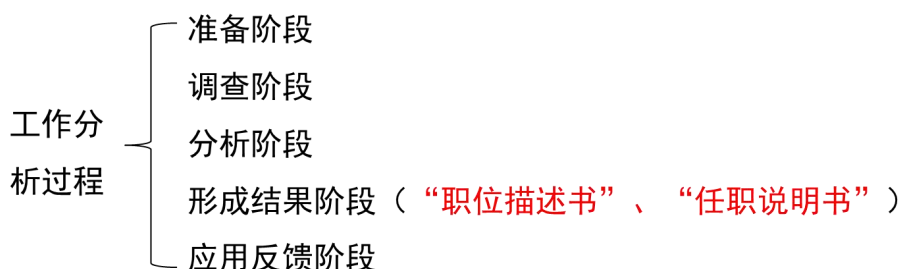 工作分
析过程
准备阶段
调查阶段
分析阶段
形成结果阶段（“职位描述书”、“任职说明书”）
应用反馈阶段